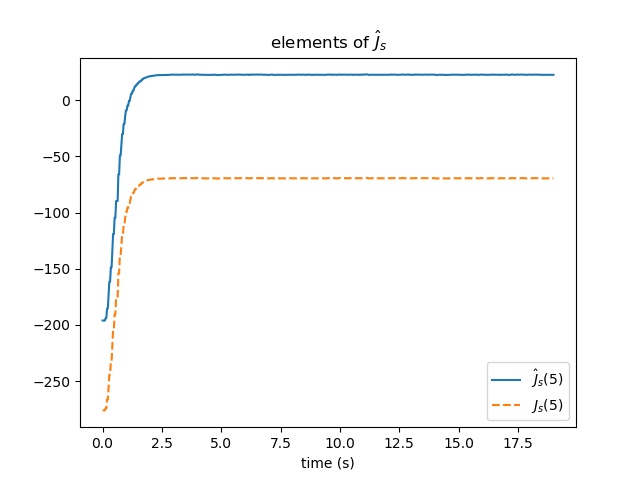 elements of $\hat{J}_s$
0
−50
−100
−150
−200
−250
0.0 2.5 5.0 7.5 10.0 12.5 15.0 17.5
time (s)
$\hat{J}_s(5)$
$J_s(5)$